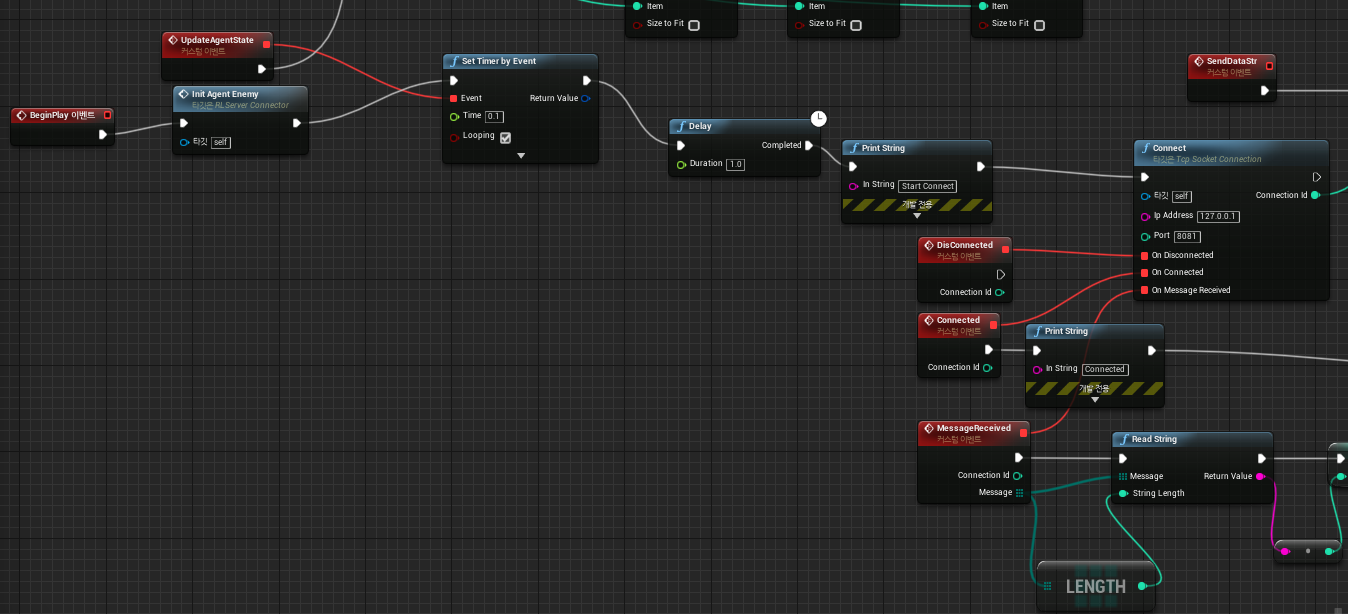 Item
Size to Fit
Item
Size to Fit
Item
Size to Fit
UpdateAgentState
커스텀 이벤트
BeginPlay 이벤트
Init Agent Enemy
타깃은 RLServer Connector
타깃 self
f Set Timer by Event
Event Return Value
Time 0.1
Looping
f Delay
Completed
Duration 1.0
f Print String
In String Start Connect
개발 전용
SendDataStr
커스텀 이벤트
f Connect
타깃은 Tcp Socket Connection
타깃 self Connection Id
Ip Address 127.0.0.1
Port 8081
On Disconnected
On Connected
On Message Received
DisConnected
커스텀 이벤트
Connection Id
Connected
커스텀 이벤트
Connection Id
f Print String
In String Connected
개발 전용
MessageReceived
커스텀 이벤트
Connection Id
Message
f Read String
Message Return Value
String Length
LENGTH